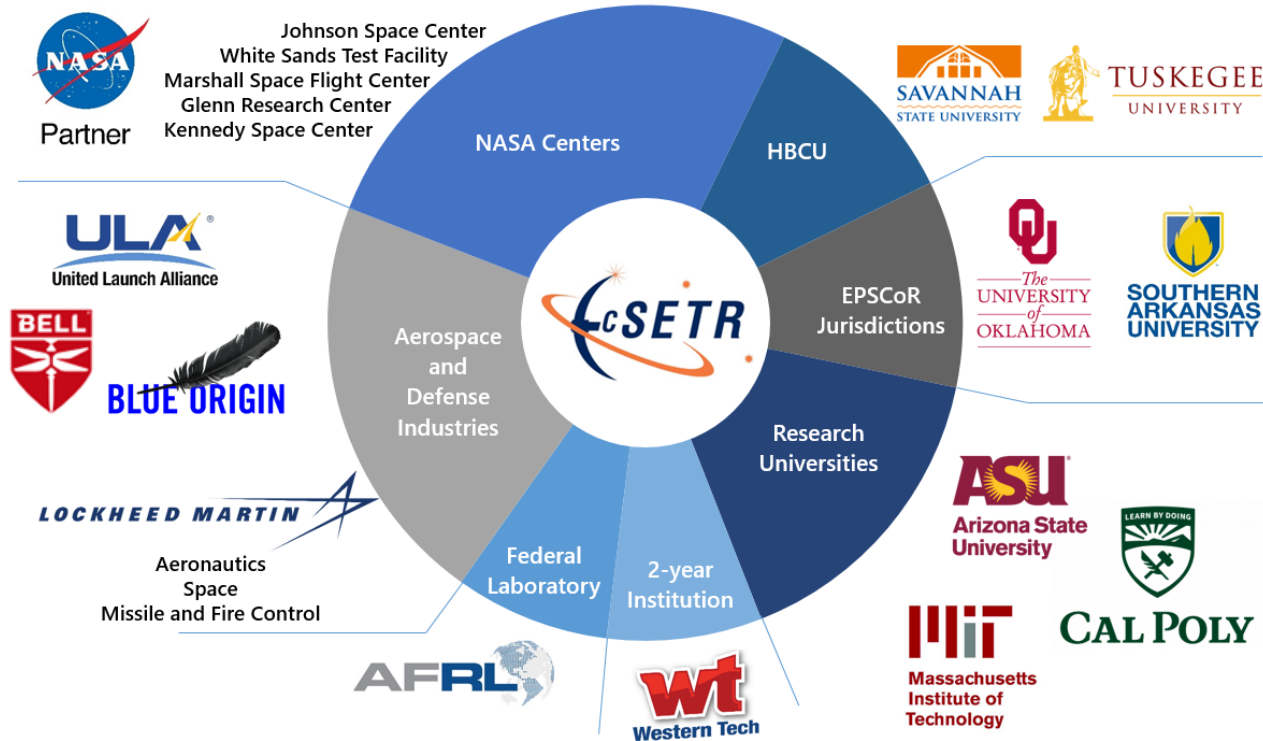 NASA
Partner
Johnson Space Center
White Sands Test Facility
Marshall Space Flight Center
Glenn Research Center
Kennedy Space Center
NASA Centers
HBCU
SAVANNAH
STATE UNIVERSITY
TUSKEGEE
UNIVERSITY
ULA®
United Launch Alliance
BELL
BLUE ORIGIN
Aerospace
and
Defense
Industries
cSETR
EPSCoR
Jurisdictions
OU
The
UNIVERSITY
of
OKLAHOMA
SOUTHERN
ARKANSAS
UNIVERSITY
LOCKHEED MARTIN
Aeronautics
Space
Missile and Fire Control
Research
Universities
ASU
Arizona State
University
LEARN BY DOING
CAL POLY
MIT
Massachusetts
Institute of
Technology
Federal
Laboratory
2-year
Institution
AFRL
wt
Western Tech